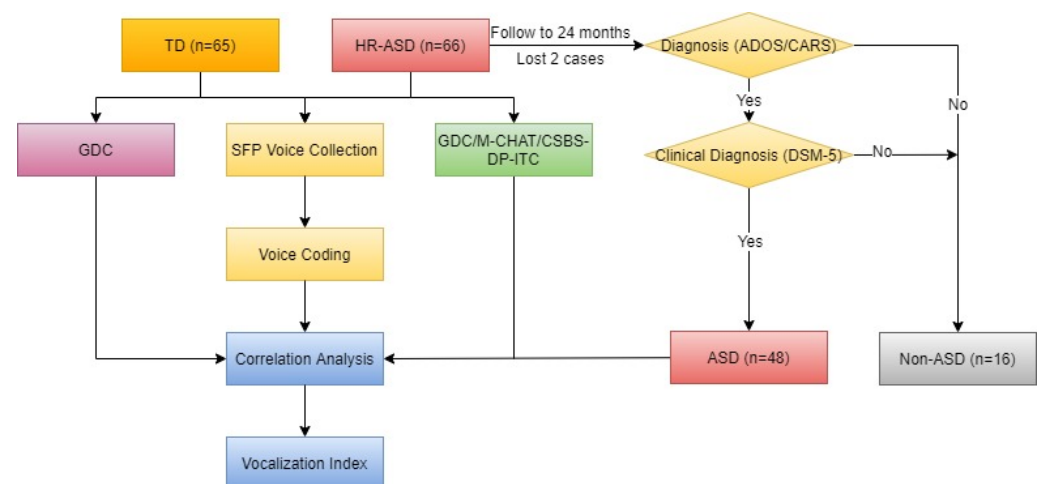 TD (n=65)
HR-ASD (n=66)
Follow to 24 months
Lost 2 cases
Diagnosis (ADOS/CARS)
Yes
No
GDC
SFP Voice Collection
GDC/M-CHAT/CSBS-
DP-ITC
Clinical Diagnosis (DSM-5)
No
Voice Coding
Yes
Correlation Analysis
ASD (n=48)
Non-ASD (n=16)
Vocalization Index